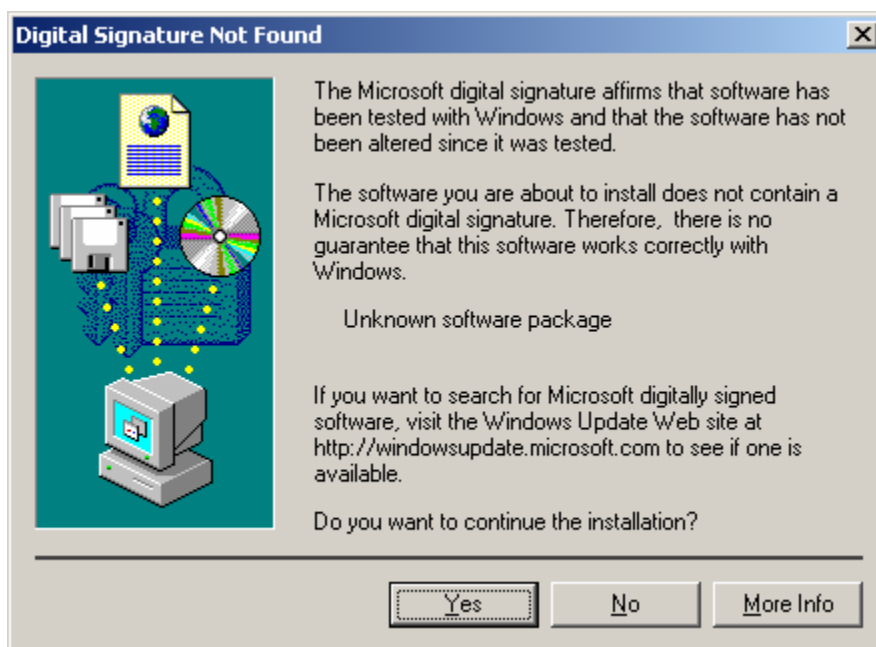 Digital Signature Not Found
The Microsoft digital signature affirms that software has
been tested with Windows and that the software has not
been altered since it was tested.
The software you are about to install does not contain a
Microsoft digital signature. Therefore,  there is no
guarantee that this software works correctly with
Windows.
Unknown software package
If you want to search for Microsoft digitally signed
software, visit the Windows Update Web site at
http://windowsupdate.microsoft.com to see if one is
available.
Do you want to continue the installation?
Yes No More Info